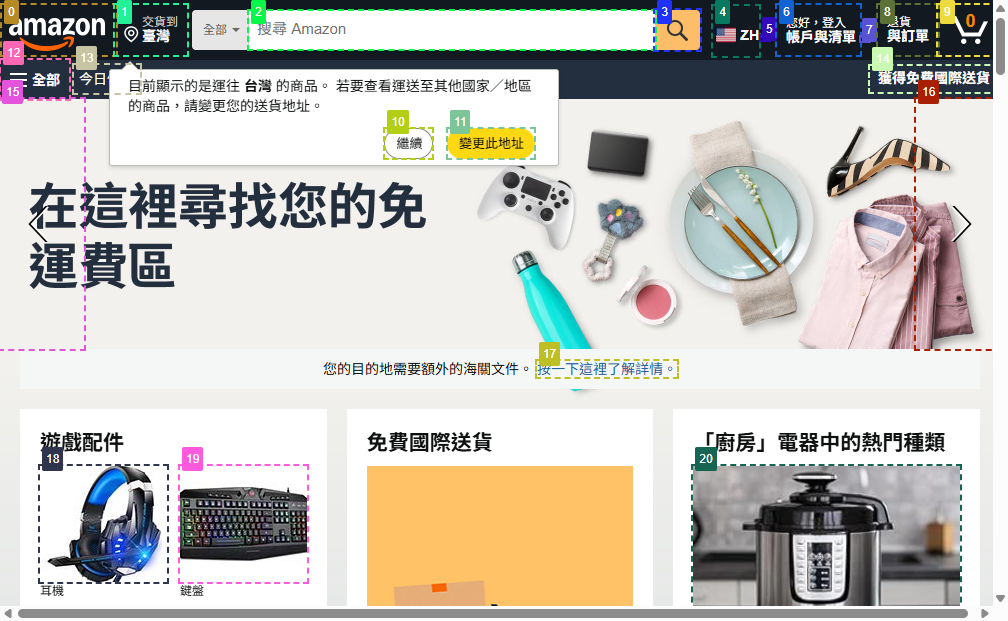 amazon
交貨到
臺灣
全部
搜尋 Amazon
ZH
您好，登入
帳戶與清單
退貨
與訂單
0
全部
今日
獲得免費國際送貨
目前顯示的是運往 台灣 的商品。 若要查看運送至其他國家／地區
的商品，請變更您的送貨地址。
繼續
變更此地址
在這裡尋找您的免
運費區
您的目的地需要額外的海關文件。 按一下這裡了解詳情。
遊戲配件
免費國際送貨
「廚房」電器中的熱門種類
耳機
鍵盤
0
1
2
3
4
5
6
7
8
9
10
11
12
13
14
15
16
17
18
19
20